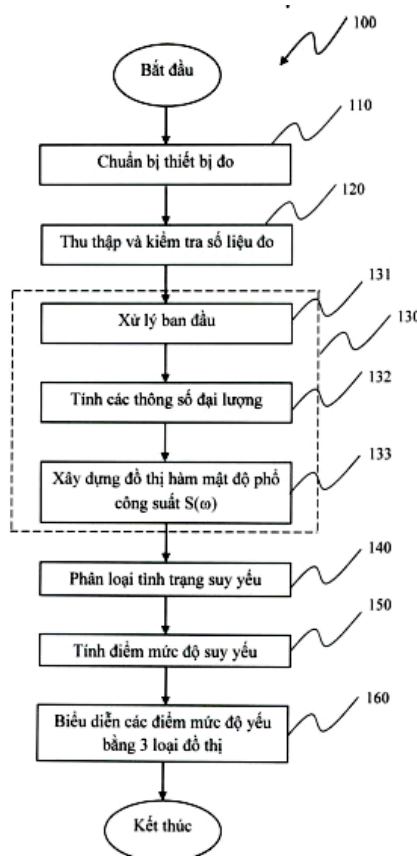 100
Bắt đầu
110
Chuẩn bị thiết bị đo
120
Thu thập và kiểm tra số liệu đo
131
130
Xử lý ban đầu
132
Tính các thông số đại lượng
133
Xây dựng đồ thị hàm mật độ phổ
công suất S(ω)
140
Phân loại tình trạng suy yếu
150
Tính điểm mức độ suy yếu
160
Biểu diễn các điểm mức độ yếu
bằng 3 loại đồ thị
Kết thúc